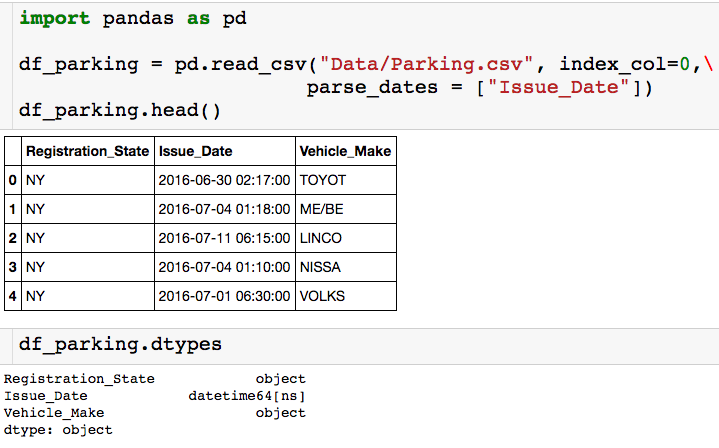 import pandas as pd
df_parking = pd.read_csv("Data/Parking.csv", index_col=0,\
parse_dates = ["Issue_Date"])
df_parking.head()
Registration_State Issue_Date Vehicle_Make
0 NY 2016-06-30 02:17:00 TOYOT
1 NY 2016-07-04 01:18:00 ME/BE
2 NY 2016-07-11 06:15:00 LINCO
3 NY 2016-07-04 01:10:00 NISSA
4 NY 2016-07-01 06:30:00 VOLKS
df_parking.dtypes
Registration_State object
Issue_Date datetime64[ns]
Vehicle_Make object
dtype: object